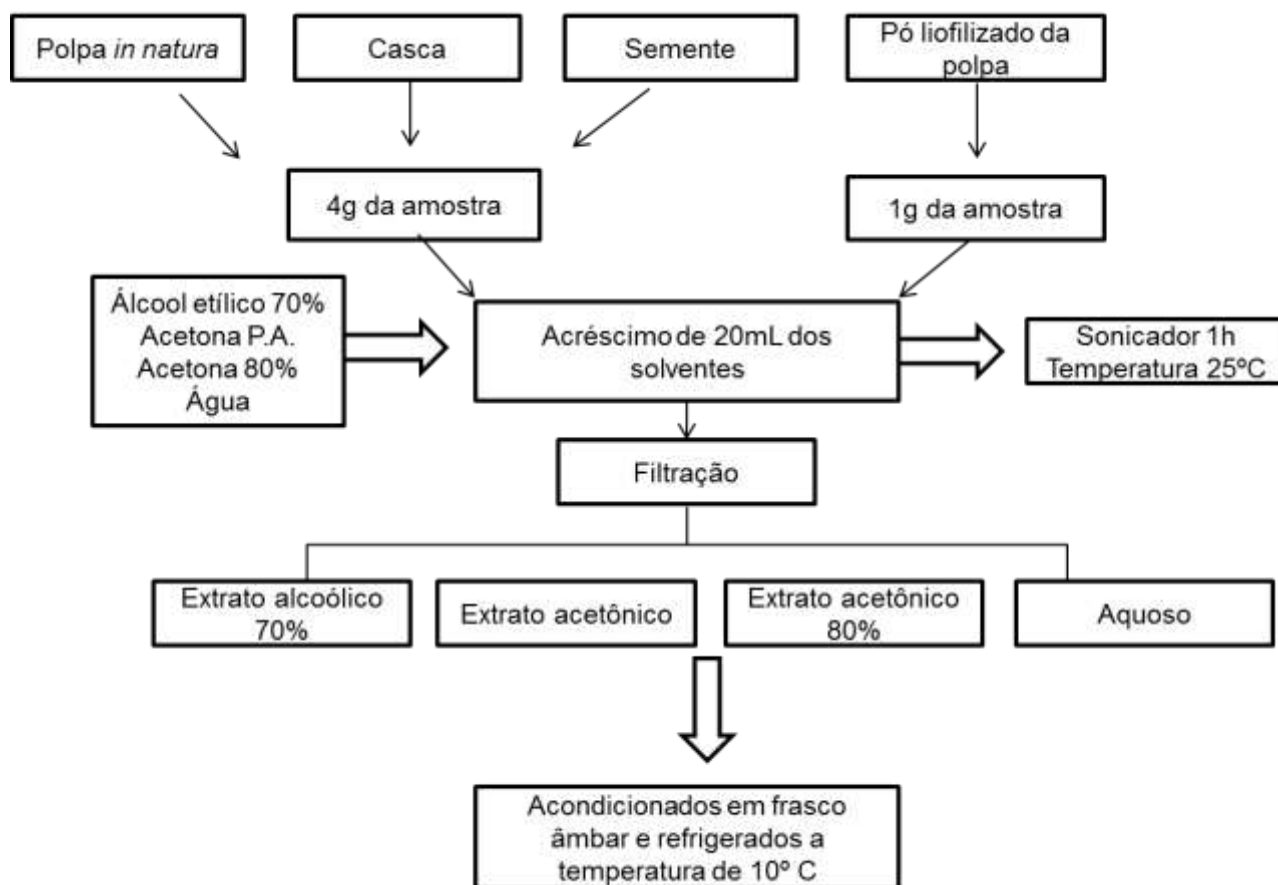 Polpa in natura
Casca
Semente
Pó liofilizado da
polpa
4g da amostra
1g da amostra
Álcool etílico 70%
Acetona P.A.
Acetona 80%
Água
Acréscimo de 20mL dos
solventes
Sonicador 1h
Temperatura 25ºC
Filtração
Extrato alcoólico
70%
Extrato acetônico
Extrato acetônico
80%
Aquoso
Acondicionados em frasco
âmbar e refrigerados a
temperatura de 10º C